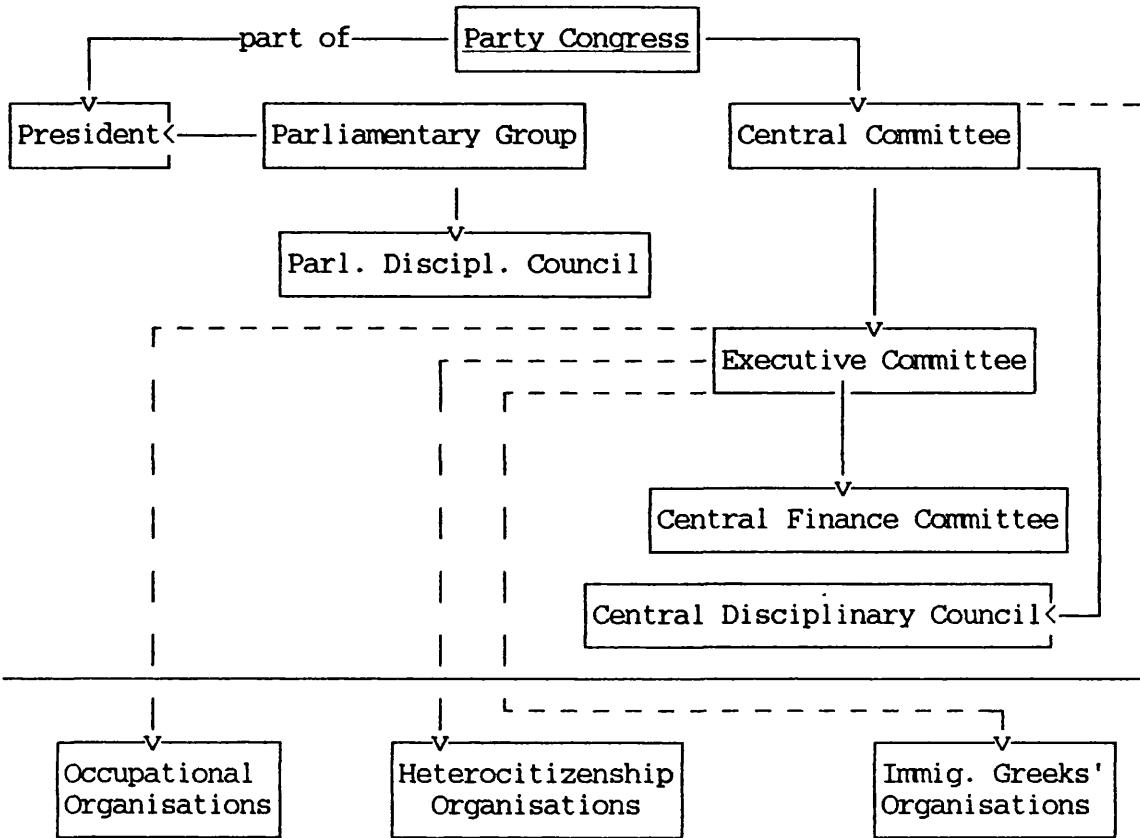 part of
Party Congress
President
Parliamentary Group
Central Committee
Parl. Discipl. Council
Executive Committee
Central Finance Committee
Central Disciplinary Council
Occupational
Organisations
Heterocitizenship
Organisations
Immig. Greeks'
Organisations